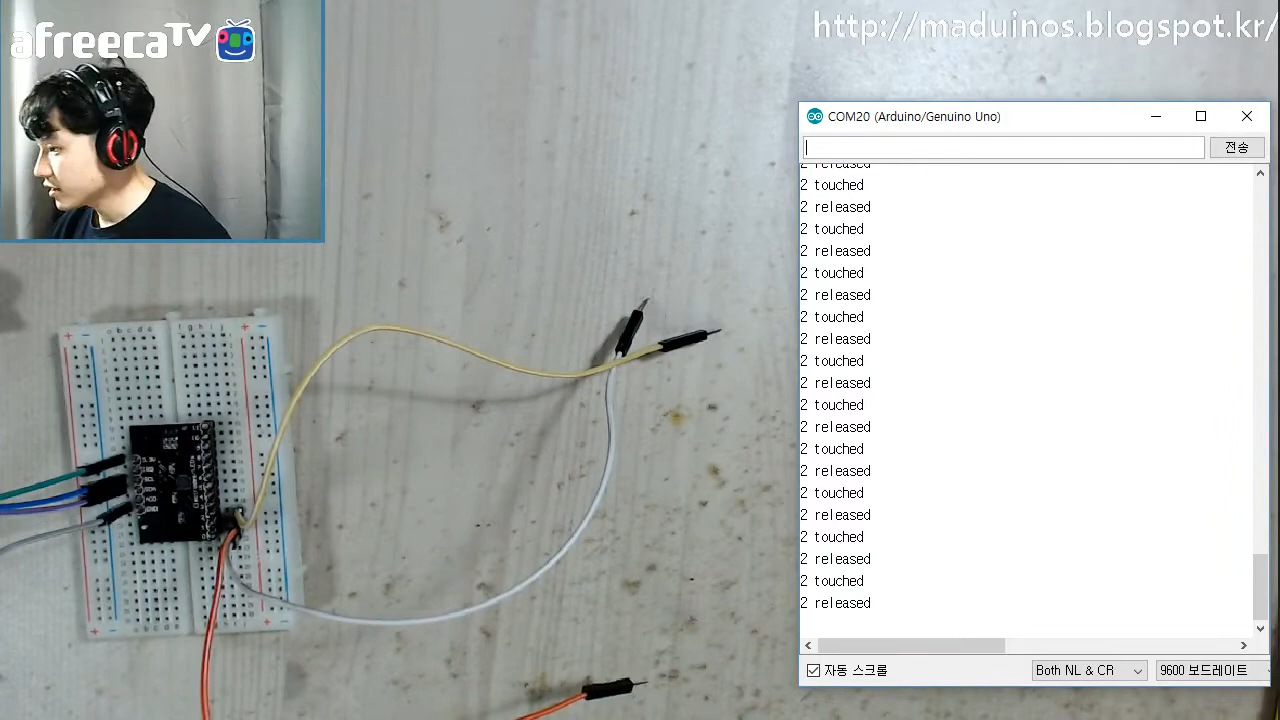 afreecaTV
http://maduinos.blogspot.kr/
COM20 (Arduino/Genuino Uno)
전송
2 released
2 touched
2 released
2 touched
2 released
2 touched
2 released
2 touched
2 released
2 touched
2 released
2 touched
2 released
2 touched
2 released
2 touched
2 released
2 touched
2 released
2 touched
2 released
자동 스크롤
Both NL & CR
9600 보드레이트